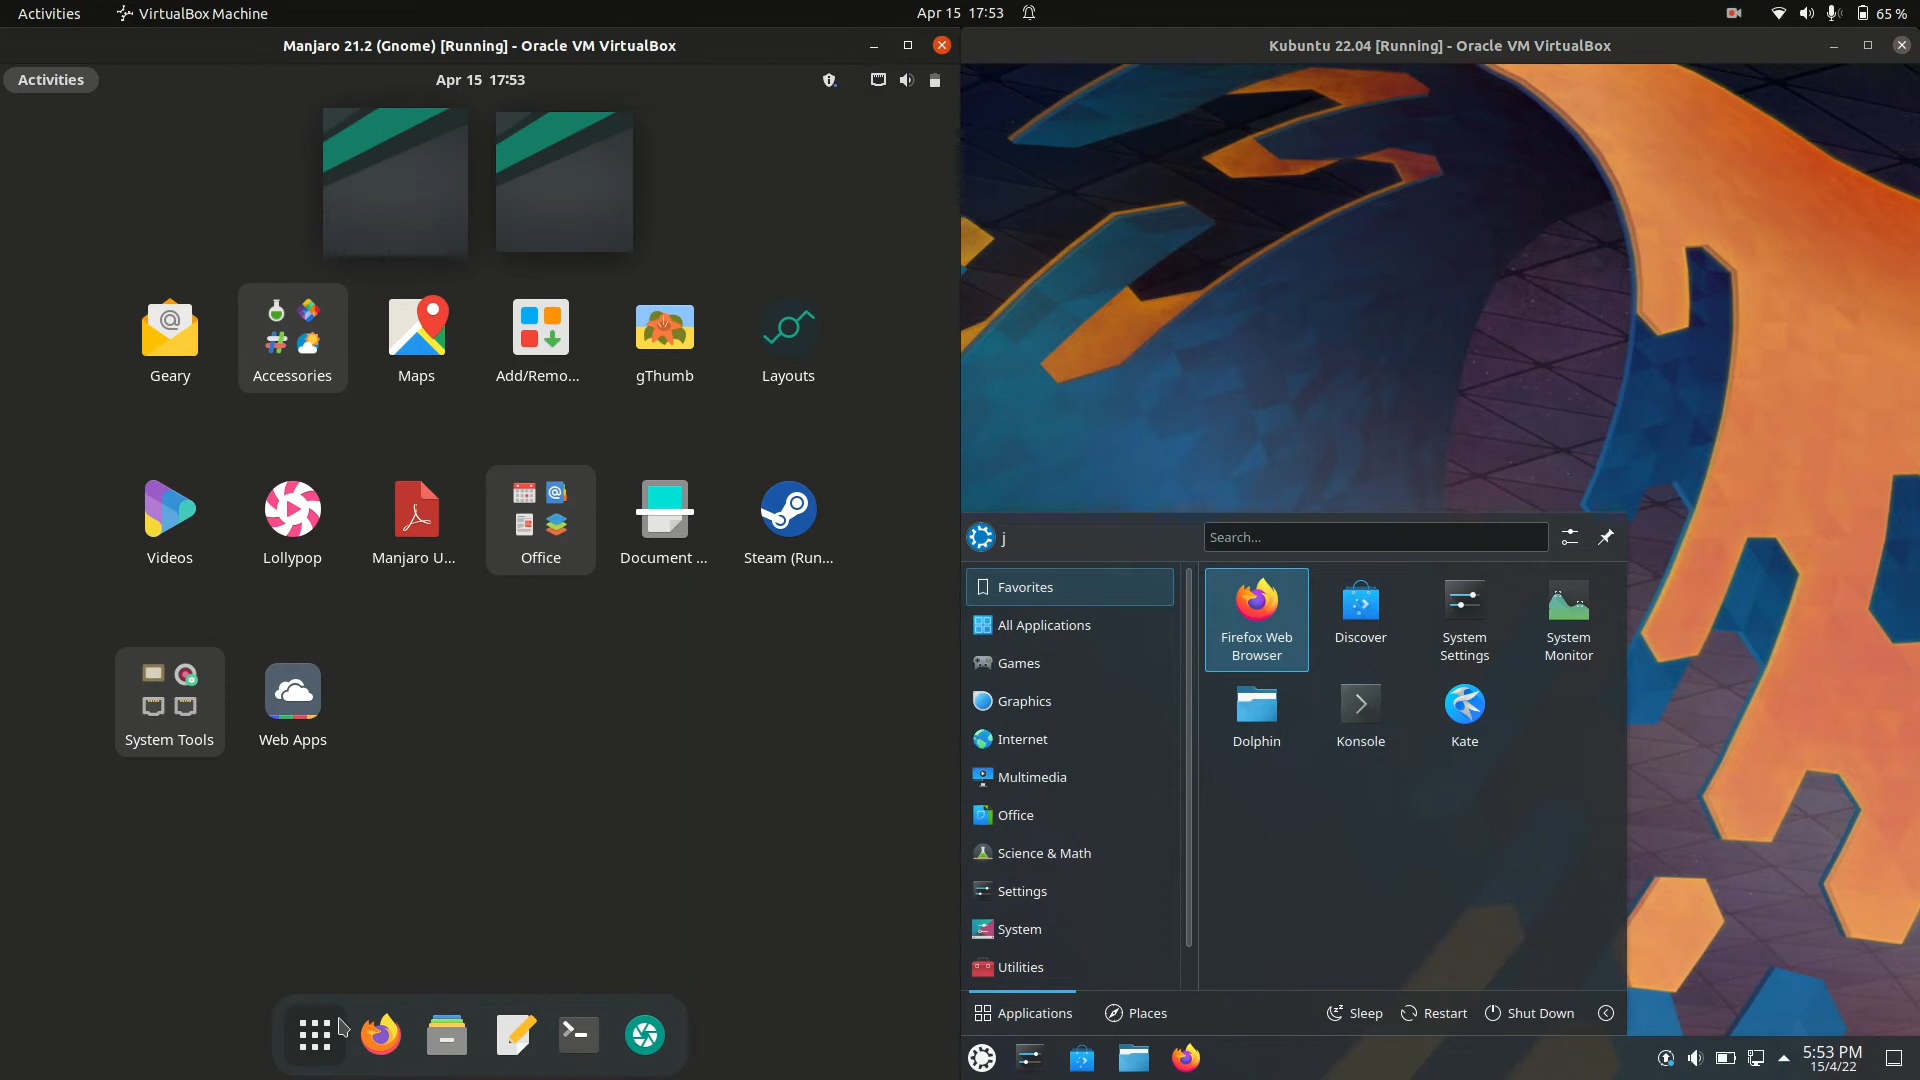 Activities
VirtualBox Machine
Apr 15 17:53
65 %
Manjaro 21.2 (Gnome) [Running] - Oracle VM VirtualBox
Activities
Apr 15 17:53
Geary
Accessories
Maps
Add/Remo...
gThumb
Layouts
Videos
Lollypop
Manjaro U...
Office
Document ...
Steam (Run...
System Tools
Web Apps
Kubuntu 22.04 [Running] - Oracle VM VirtualBox
j
Search...
Favorites
All Applications
Games
Graphics
Internet
Multimedia
Office
Science & Math
Settings
System
Utilities
Firefox Web
Browser
Discover
System
Settings
System
Monitor
Dolphin
Konsole
Kate
Applications
Places
Sleep
Restart
Shut Down
5:53 PM
15/4/22